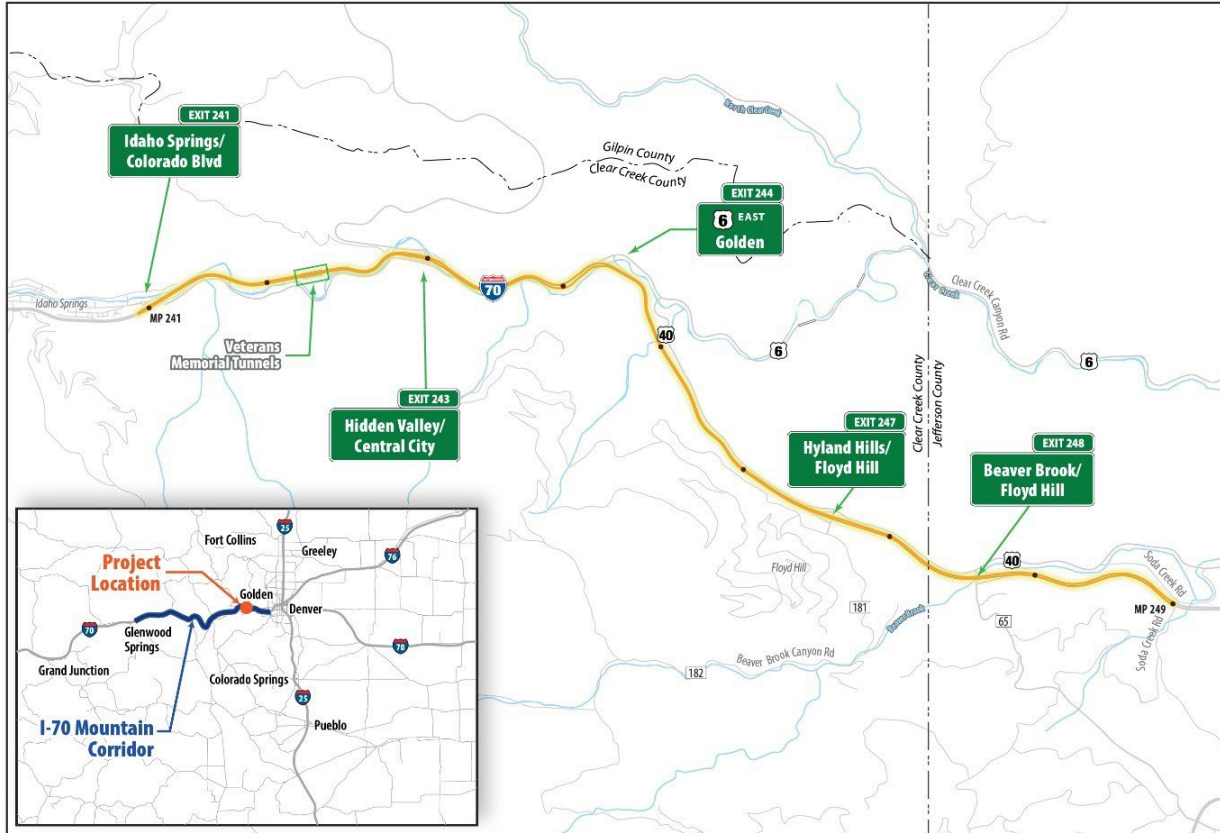 North Clear Creek
EXIT 241
Idaho Springs/
Colorado Blvd
Gilpin County
Clear Creek County
EXIT 244
6 EAST
Golden
Clear Creek
Clear Creek Canyon Rd
Idaho Springs
MP 241
70
Veterans
Memorial Tunnels
40
6
6
EXIT 243
Hidden Valley/
Central City
Clear Creek County
Jefferson County
EXIT 247
Hyland Hills/
Floyd Hill
EXIT 248
Beaver Brook/
Floyd Hill
Floyd Hill
40
Soda Creek Rd
MP 249
181
65
Beaver Brook
Soda Creek Rd
Beaver Brook Canyon Rd
182
25
Fort Collins
Greeley
76
Project
Location
Golden
Denver
70
Glenwood
Springs
70
Grand Junction
Colorado Springs
25
I-70 Mountain
Corridor
Pueblo